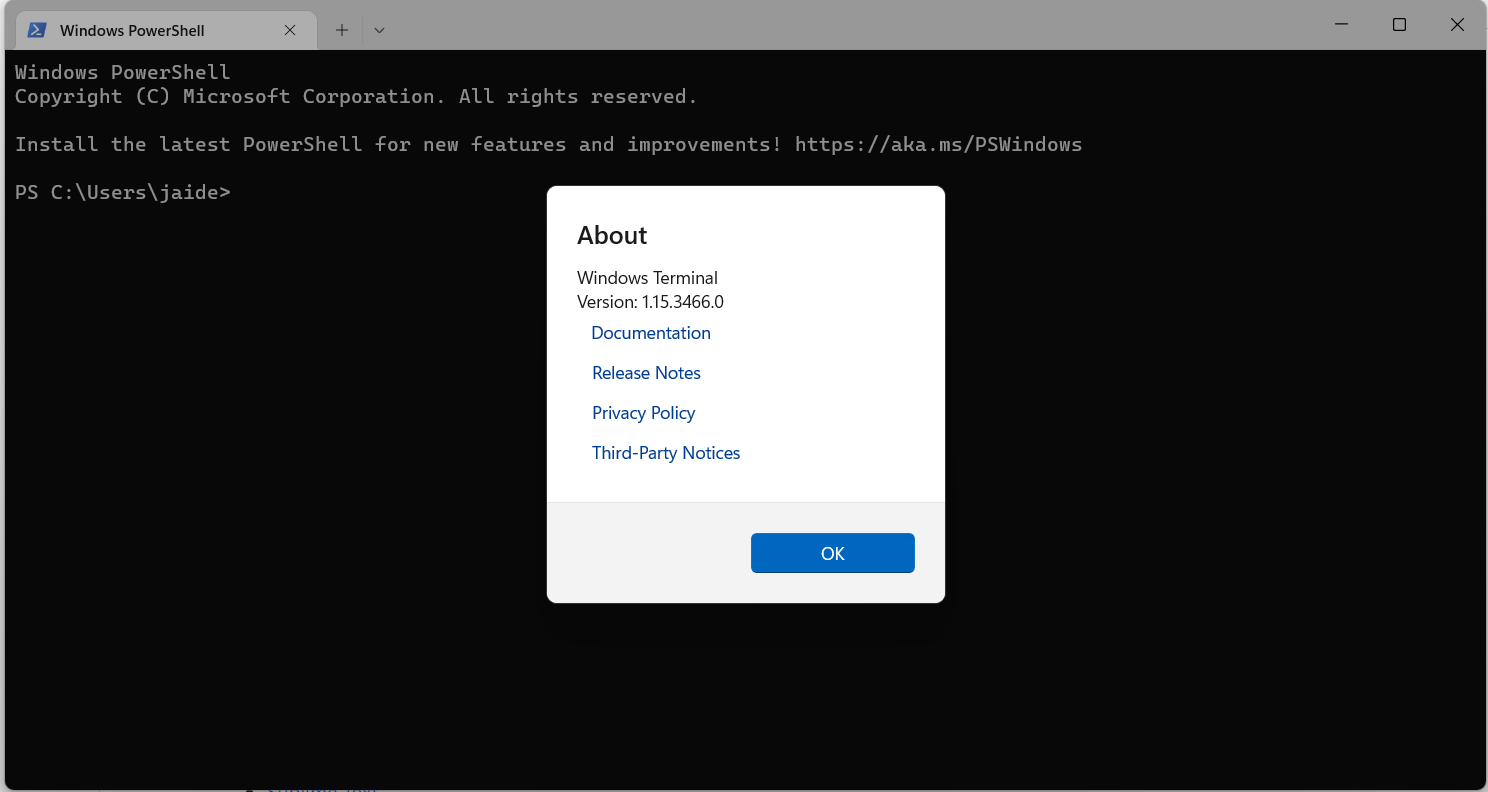 Windows PowerShell
Windows PowerShell
Copyright (C) Microsoft Corporation. All rights reserved.
Install the latest PowerShell for new features and improvements! https://aka.ms/PSWindows
PS C:\Users\jaide>
About
Windows Terminal
Version: 1.15.3466.0
Documentation
Release Notes
Privacy Policy
Third-Party Notices
OK